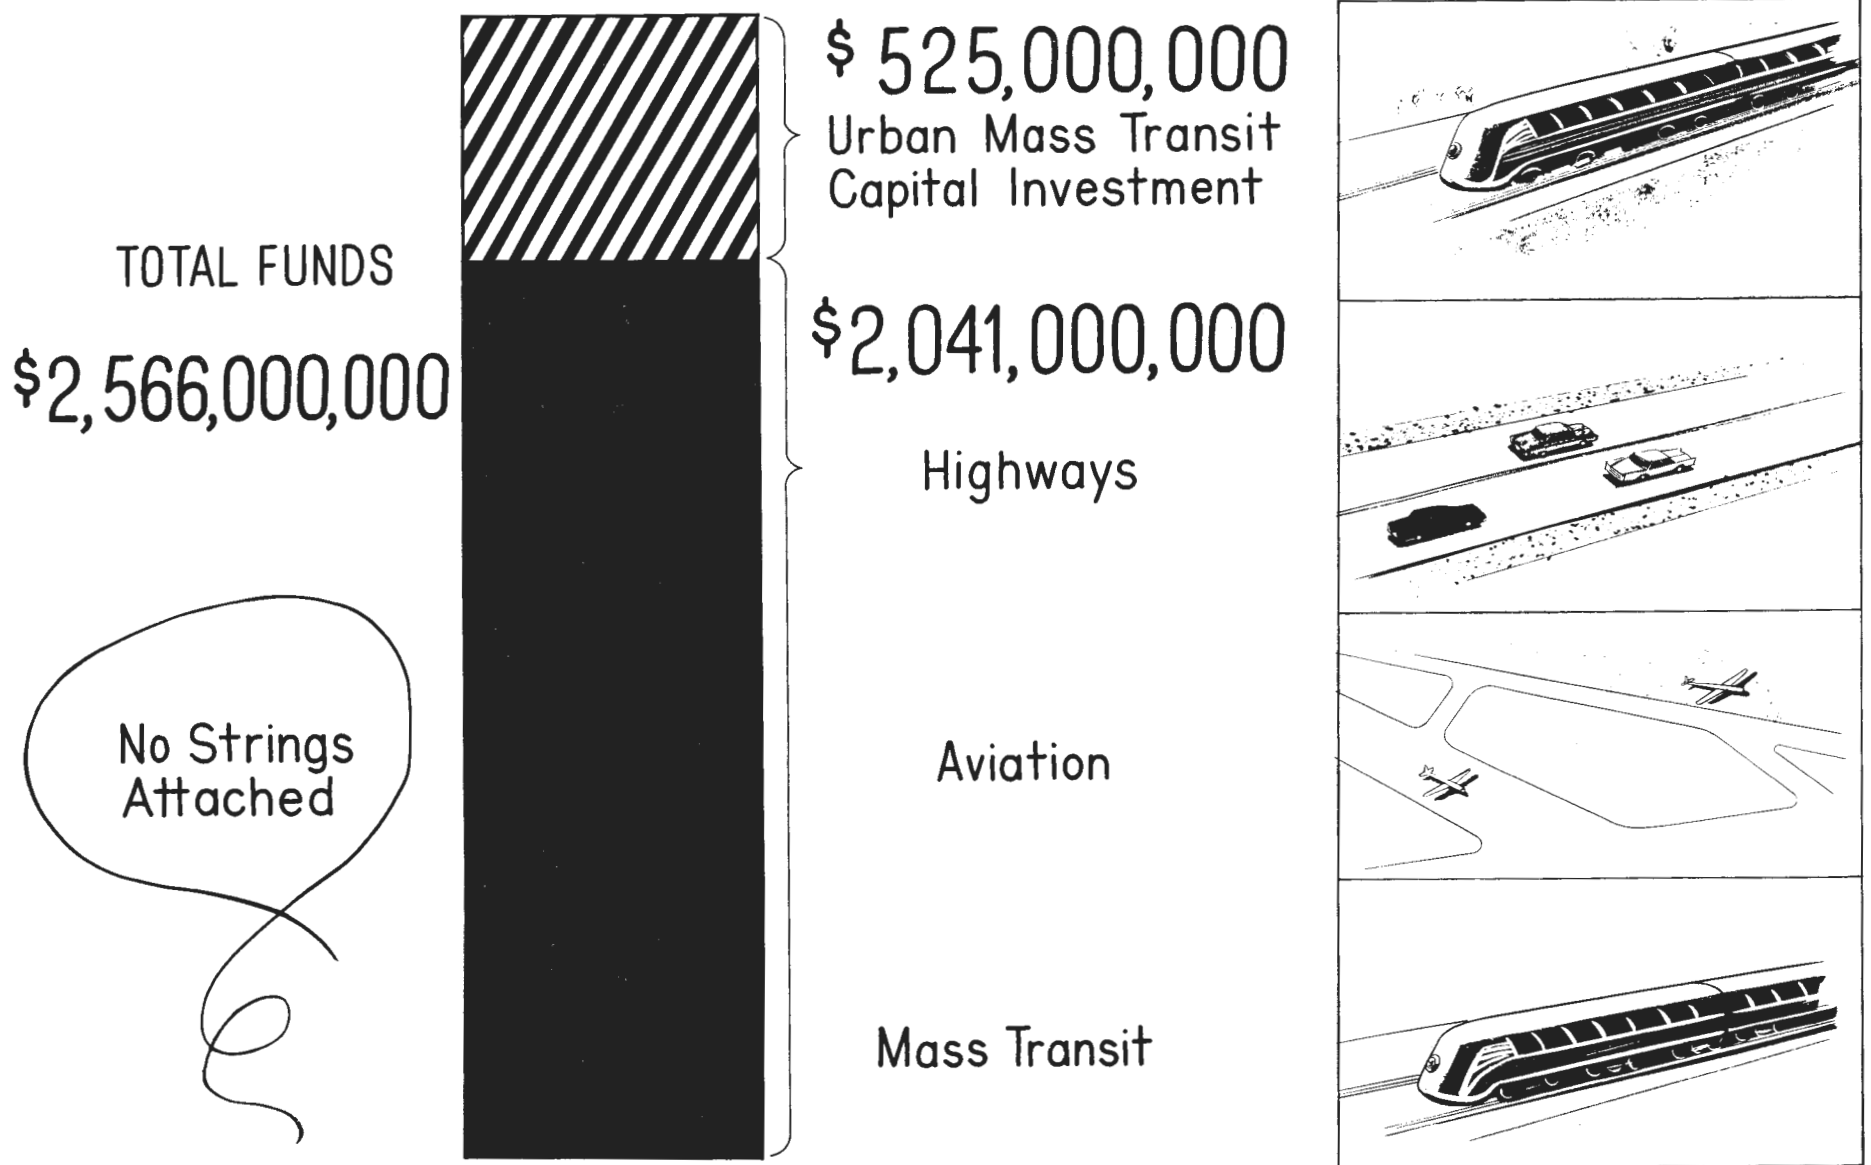 TOTAL FUNDS
$2,566,000,000
No Strings
Attached
$ 525,000,000
Urban Mass Transit
Capital Investment
$2,041,000,000
Highways
Aviation
Mass Transit